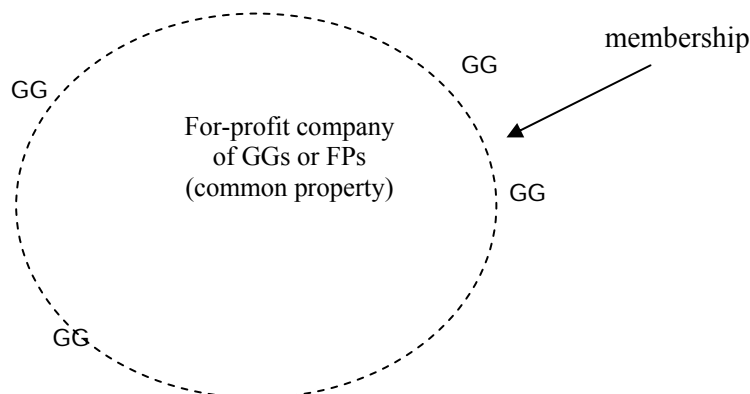 membership
GG
GG
For-profit company
of GGs or FPs
(common property)
GG
GG